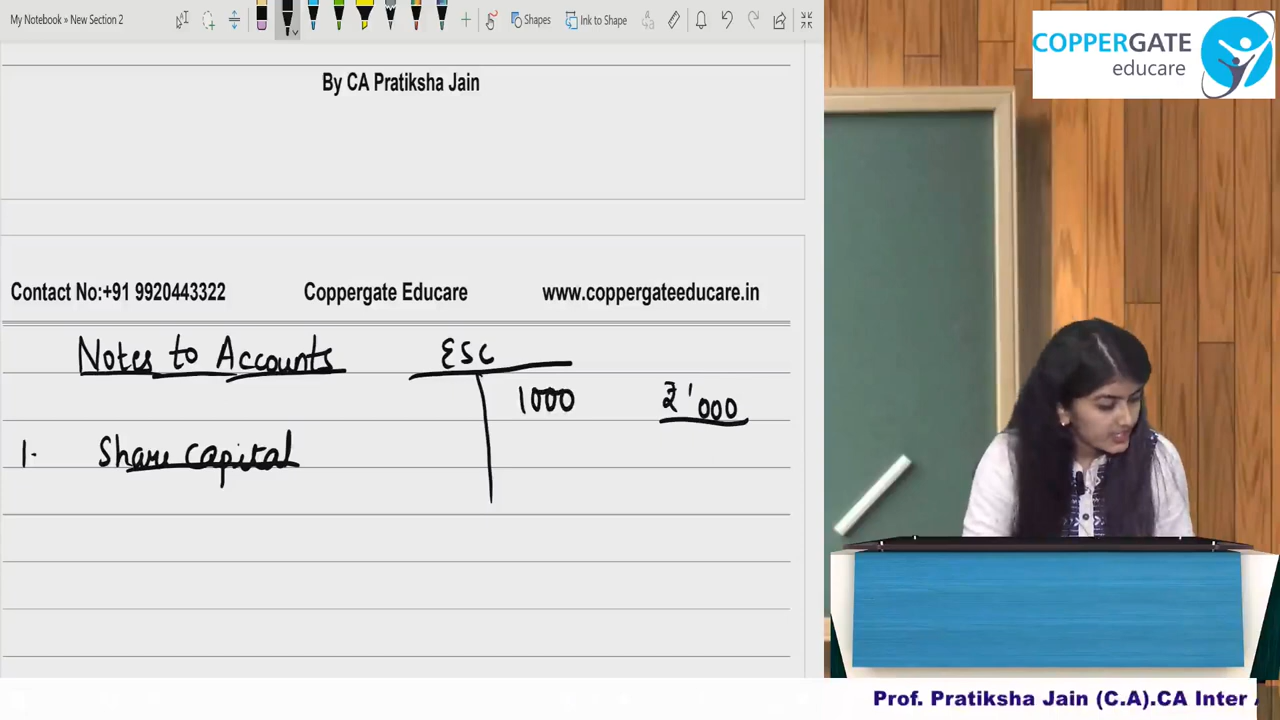 My Notebook » New Section 2
Shapes
Ink to Shape
COPPERGATE
educare
By CA Pratiksha Jain
Contact No:+91 9920443322 Coppergate Educare www.coppergateeducare.in
Notes to Accounts ESC
1000 ₹'000
1. Share capital
Prof. Pratiksha Jain (C.A).CA Inter